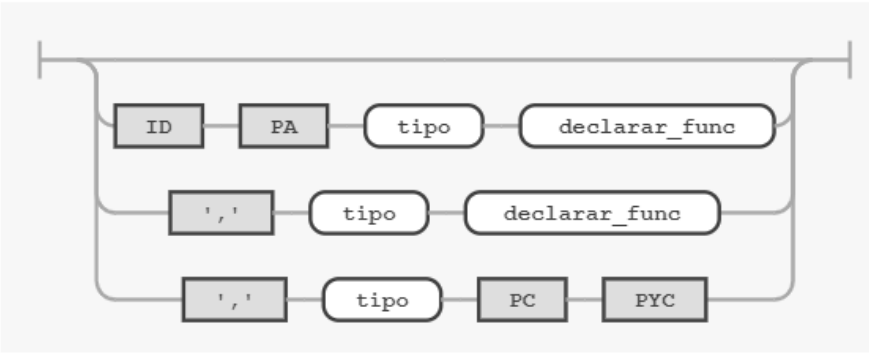 ID PA tipo declarar_func
',' tipo declarar_func
',' tipo PC PYC